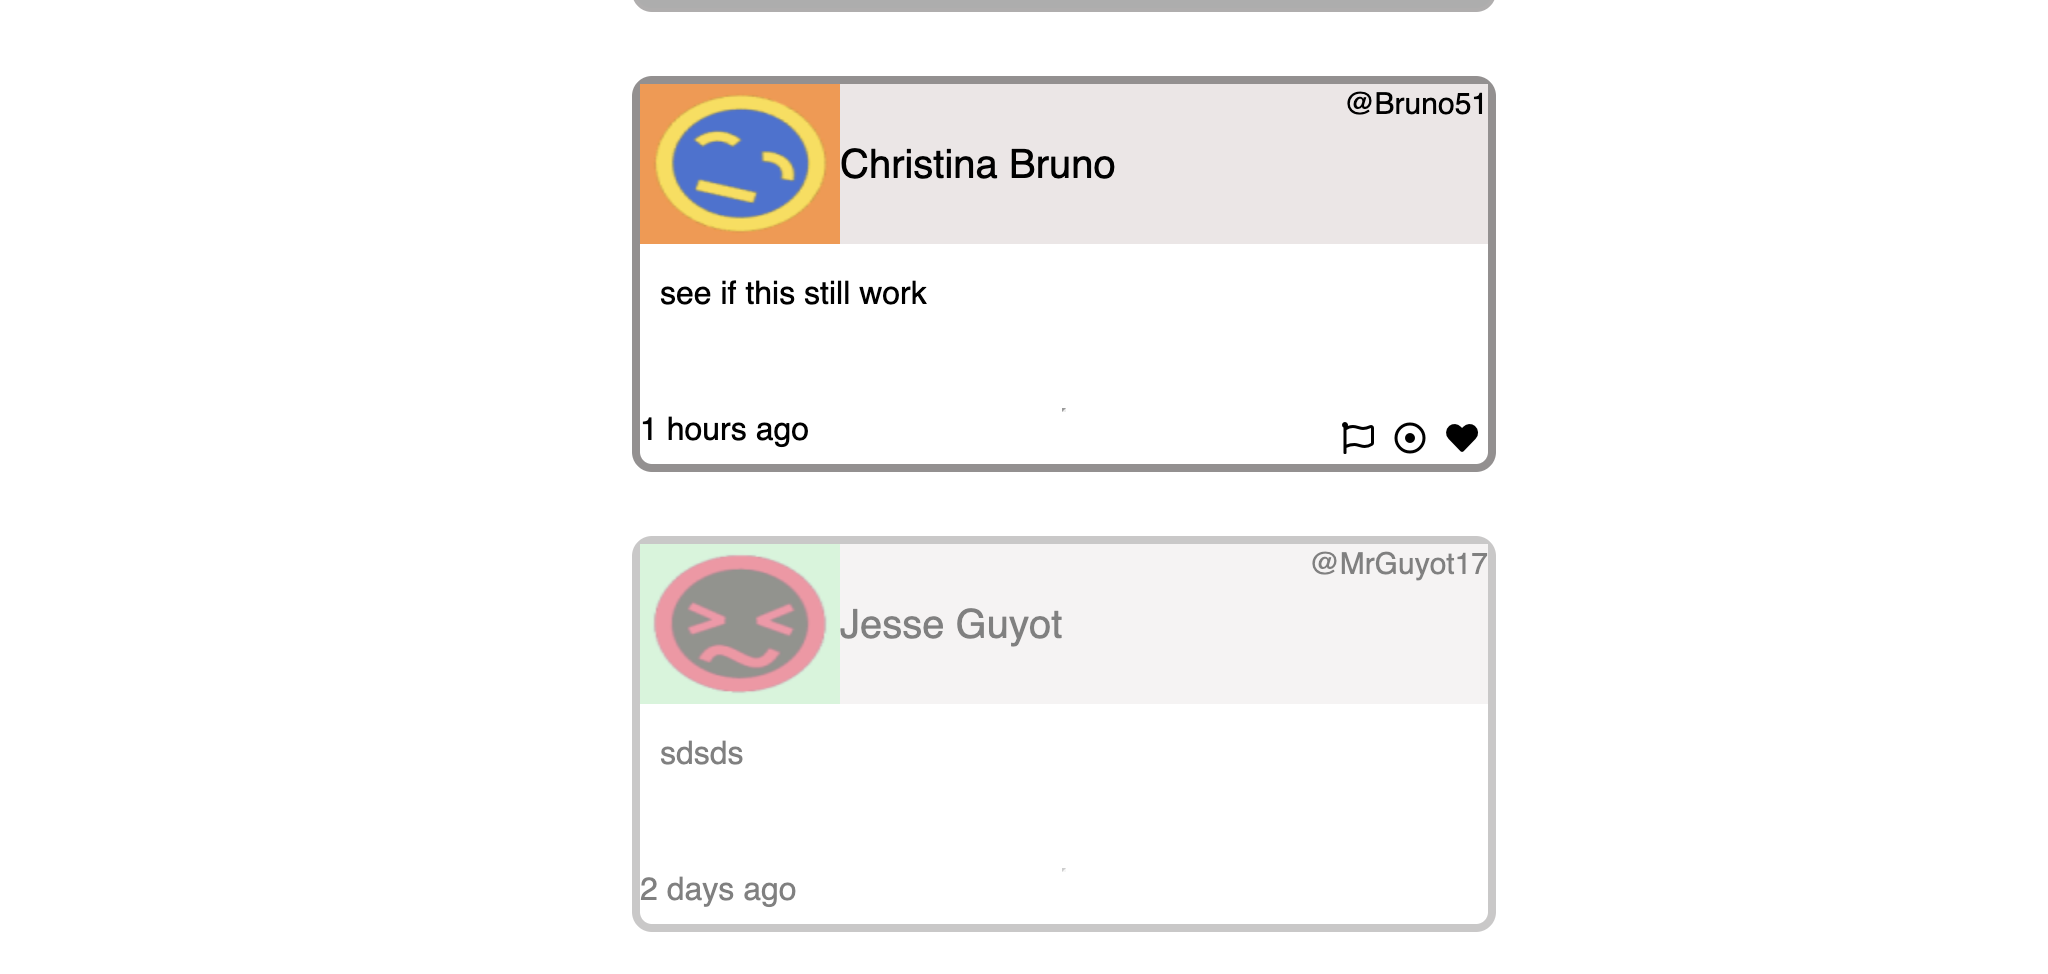 @Bruno51
Christina Bruno
see if this still work
1 hours ago
@MrGuyot17
Jesse Guyot
sdsds
2 days ago